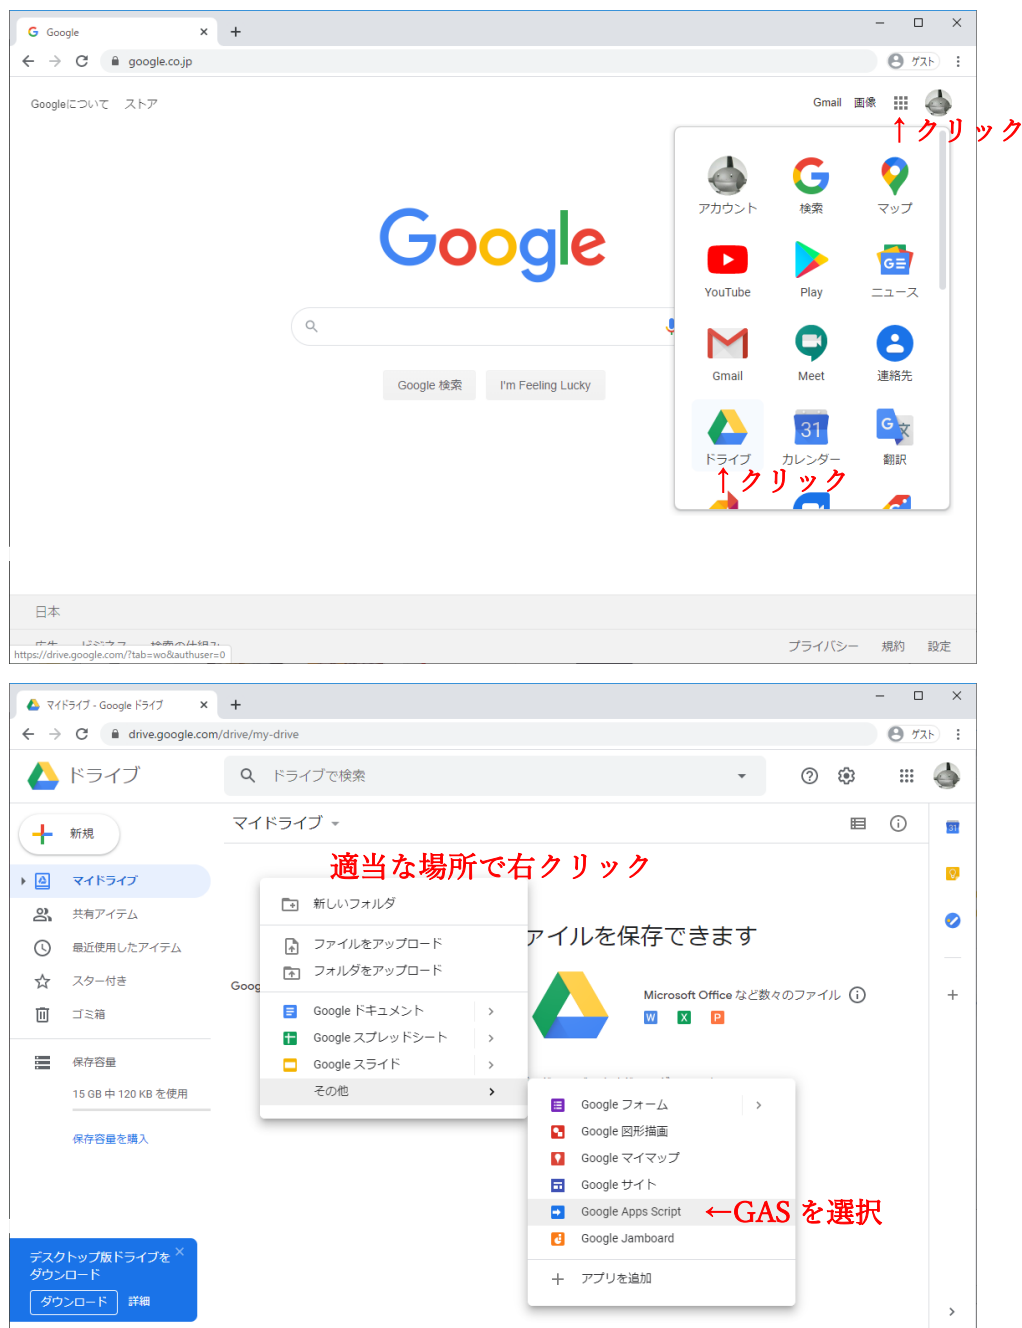 Google
google.co.jp
ゲスト
Googleについて ストア
Gmail 画像
↑クリック
アカウント 検索 マップ
Google
YouTube Play ニュース
Gmail Meet 連絡先
Google 検索 I'm Feeling Lucky
31
ドライブ カレンダー 翻訳
↑クリック
日本
広告 ビジネス 検索の仕組み
https://drive.google.com/?tab=wo&authuser=0
プライバシー 規約 設定
マイドライブ - Google ドライブ
drive.google.com/drive/my-drive
ゲスト
ドライブ
ドライブで検索
新規
マイドライブ
適当な場所で右クリック
マイドライブ
共有アイテム
最近使用したアイテム
スター付き
ゴミ箱
保存容量
15 GB 中 120 KB を使用
保存容量を購入
新しいフォルダ
ファイルをアップロード
フォルダをアップロード
Google ドキュメント
Google スプレッドシート
Google スライド
その他
ァイルを保存できます
Goog
Microsoft Office など数々のファイル
W X P
Google フォーム
Google 図形描画
Google マイマップ
Google サイト
Google Apps Script
←GAS を選択
Google Jamboard
アプリを追加
デスクトップ版ドライブを
ダウンロード
ダウンロード 詳細